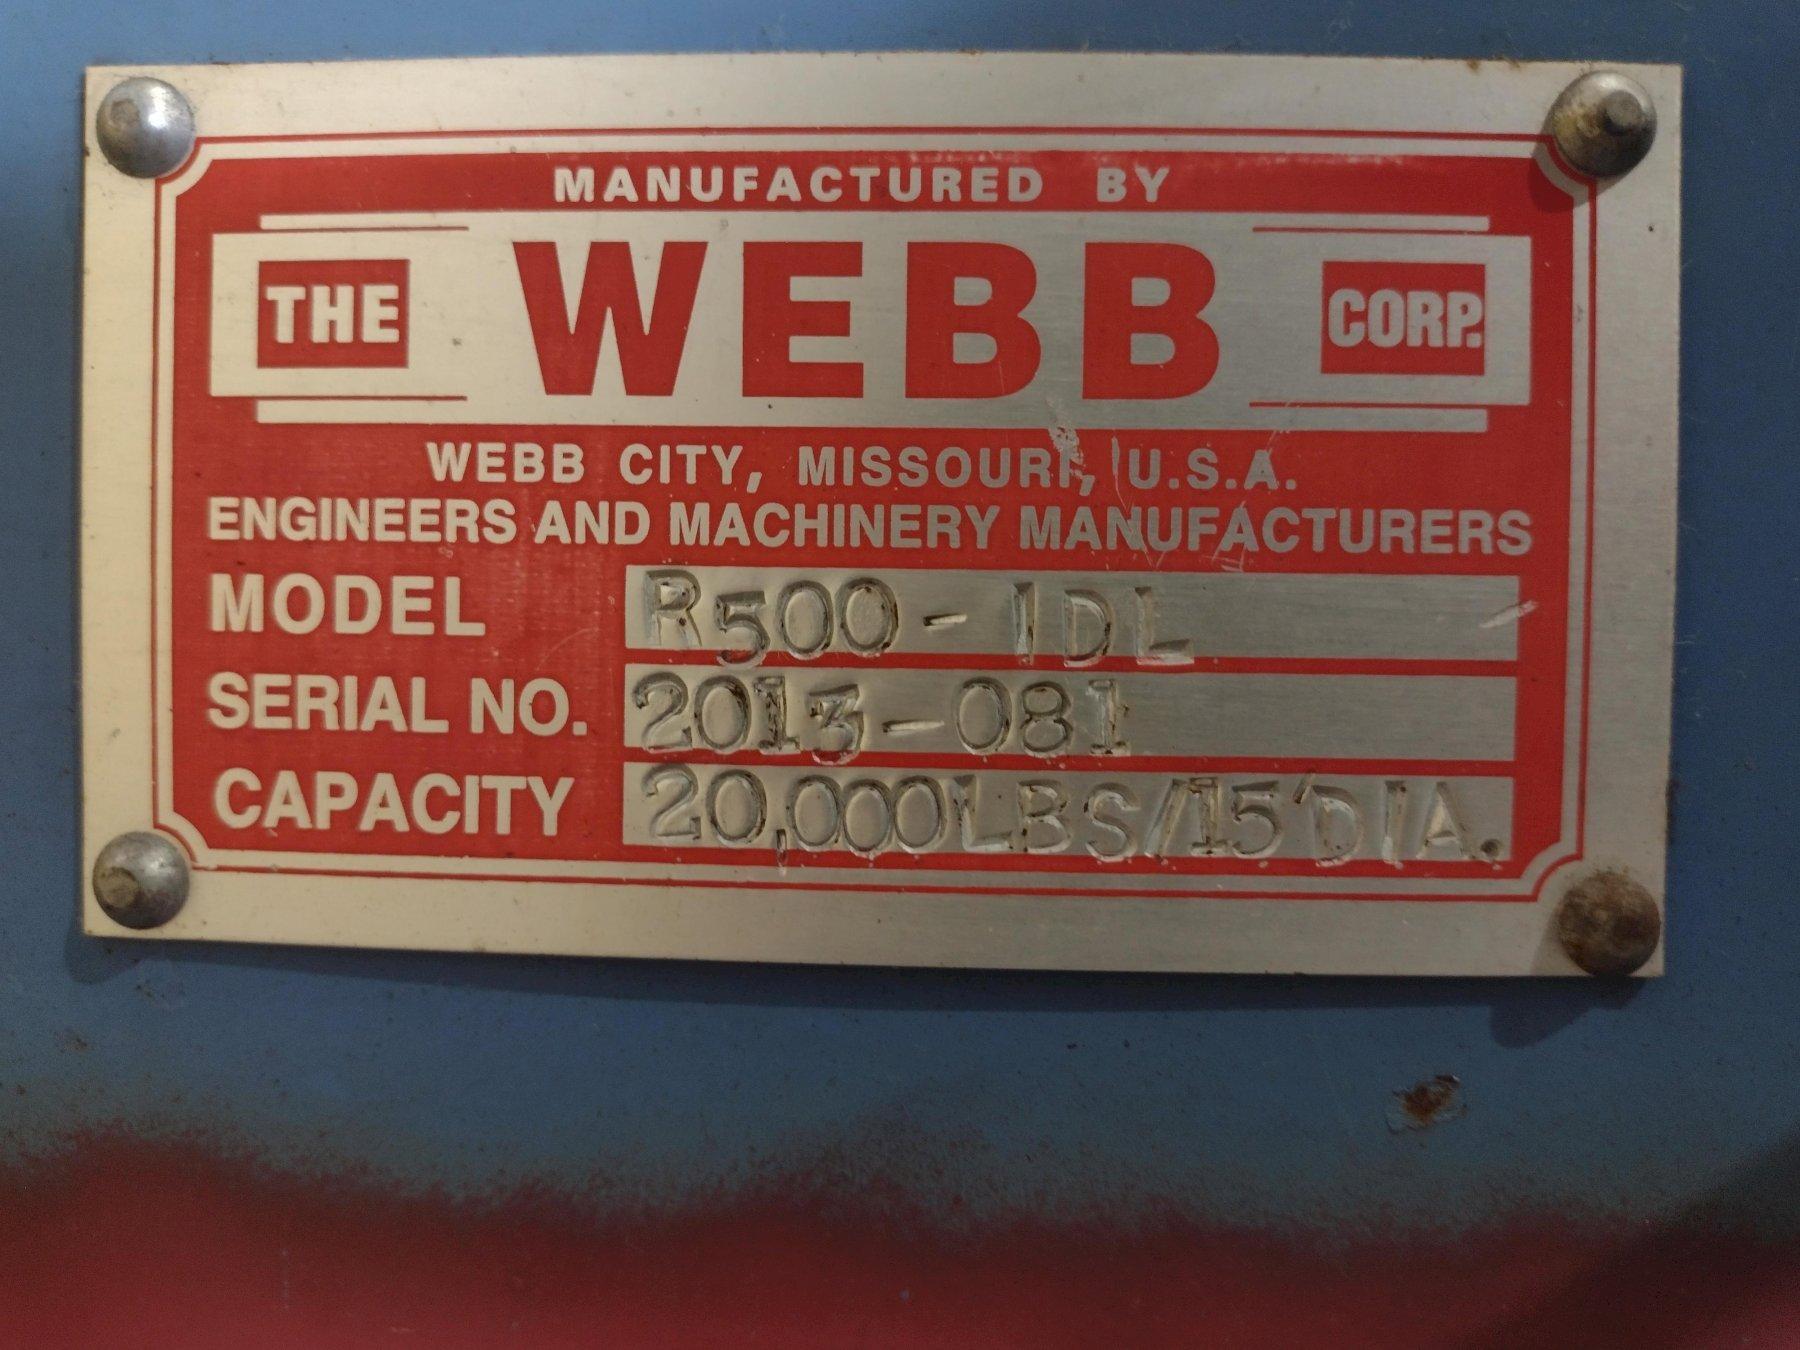 MANUFACTURED BY
THE WEBB CORP.
WEBB CITY, MISSOURI, U.S.A.
ENGINEERS AND MACHINERY MANUFACTURERS
MODEL R500-IDL
SERIAL NO. 2013-081
CAPACITY 20,000LBS/15'DIA.